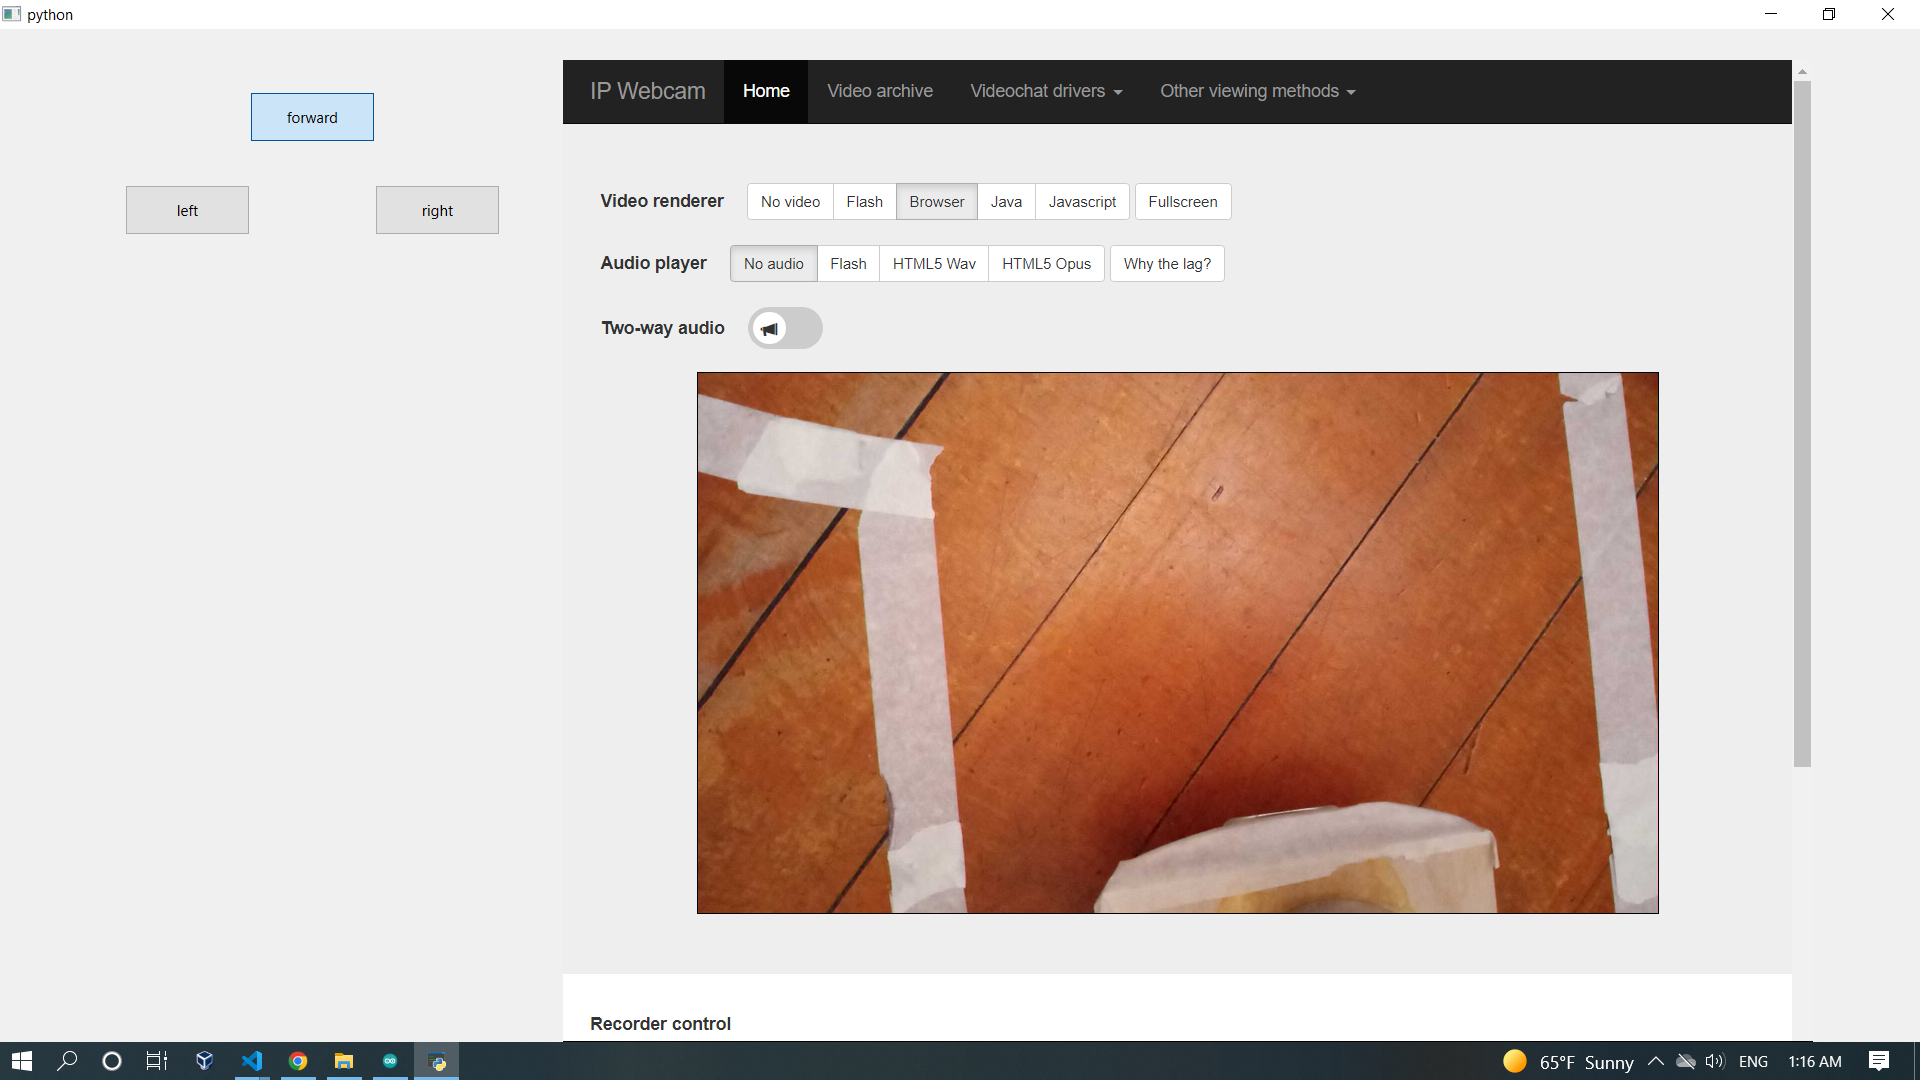 python
forward
left
right
IP Webcam Home Video archive Videochat drivers Other viewing methods
Video renderer No video Flash Browser Java Javascript Fullscreen
Audio player No audio Flash HTML5 Wav HTML5 Opus Why the lag?
Two-way audio
Recorder control
65°F Sunny ENG 1:16 AM